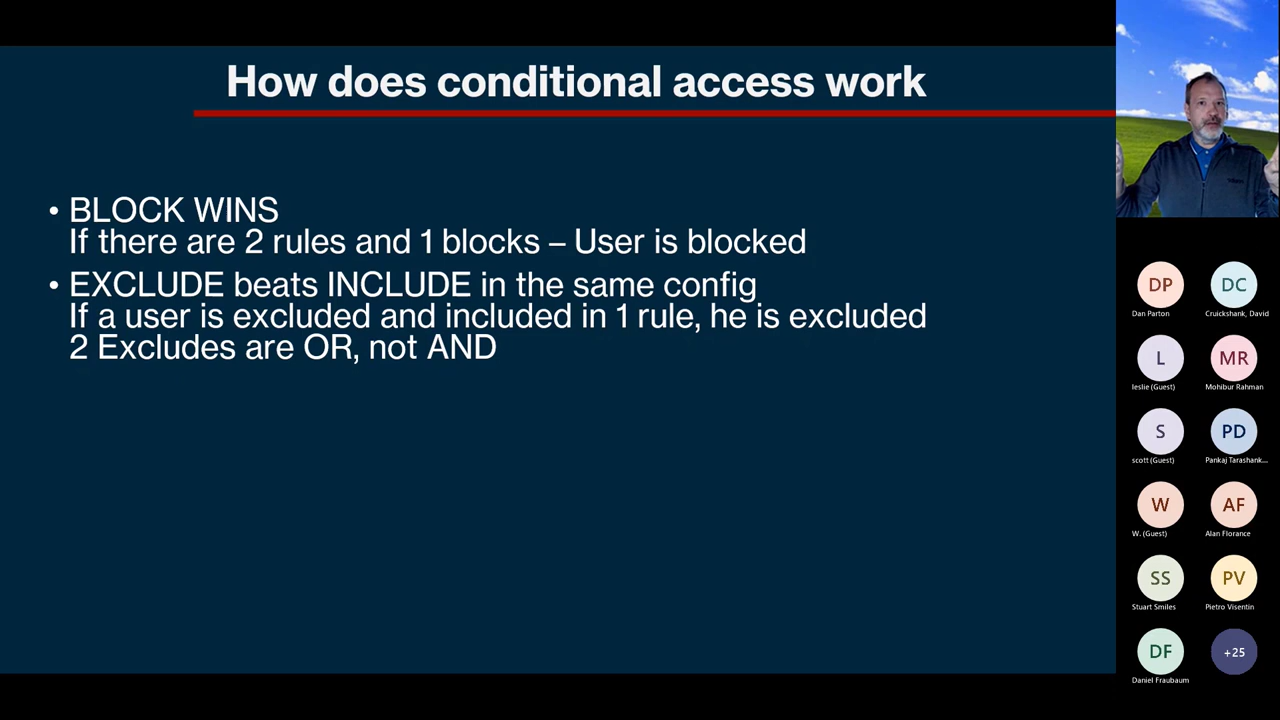 How does conditional access work
• BLOCK WINS
If there are 2 rules and 1 blocks – User is blocked
• EXCLUDE beats INCLUDE in the same config
If a user is excluded and included in 1 rule, he is excluded
2 Excludes are OR, not AND
DP
DC
Dan Parton
Cruickshank, David
L
MR
leslie (Guest)
Mohibur Rahman
S
PD
scott (Guest)
Pankaj Tarashank...
W
AF
W. (Guest)
Alan Florance
SS
PV
Stuart Smiles
Pietro Visentin
DF
+25
Daniel Fraubaum